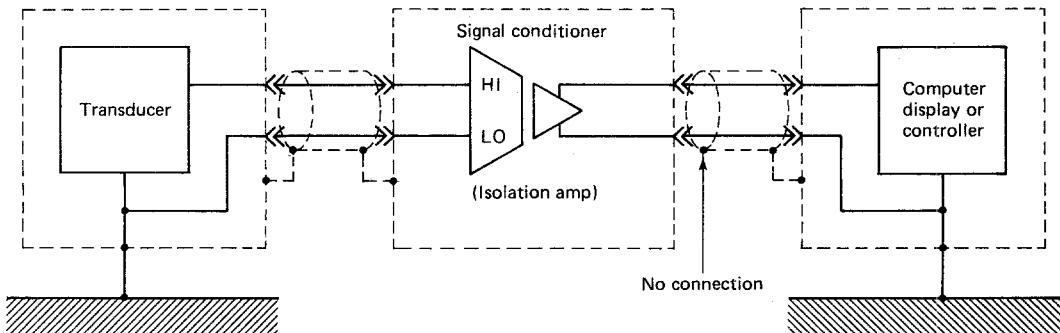 Signal conditioner
Transducer
HI
LO
(Isolation amp)
Computer
display or
controller
No connection